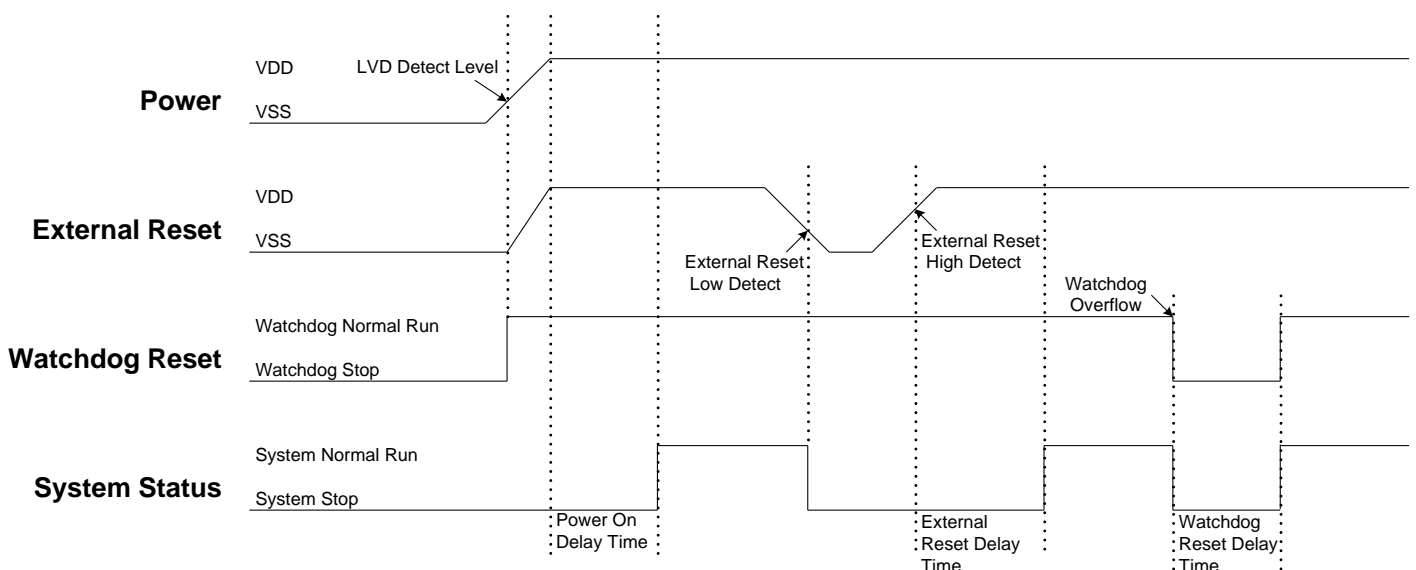 VDD
LVD Detect Level
Power
VSS
VDD
External Reset
VSS
External Reset
Low Detect
External Reset
High Detect
Watchdog
Overflow
Watchdog Normal Run
Watchdog Reset
Watchdog Stop
System Normal Run
System Status
System Stop
Power On
Delay Time
External
Reset Delay
Time
Watchdog
Reset Delay
Time